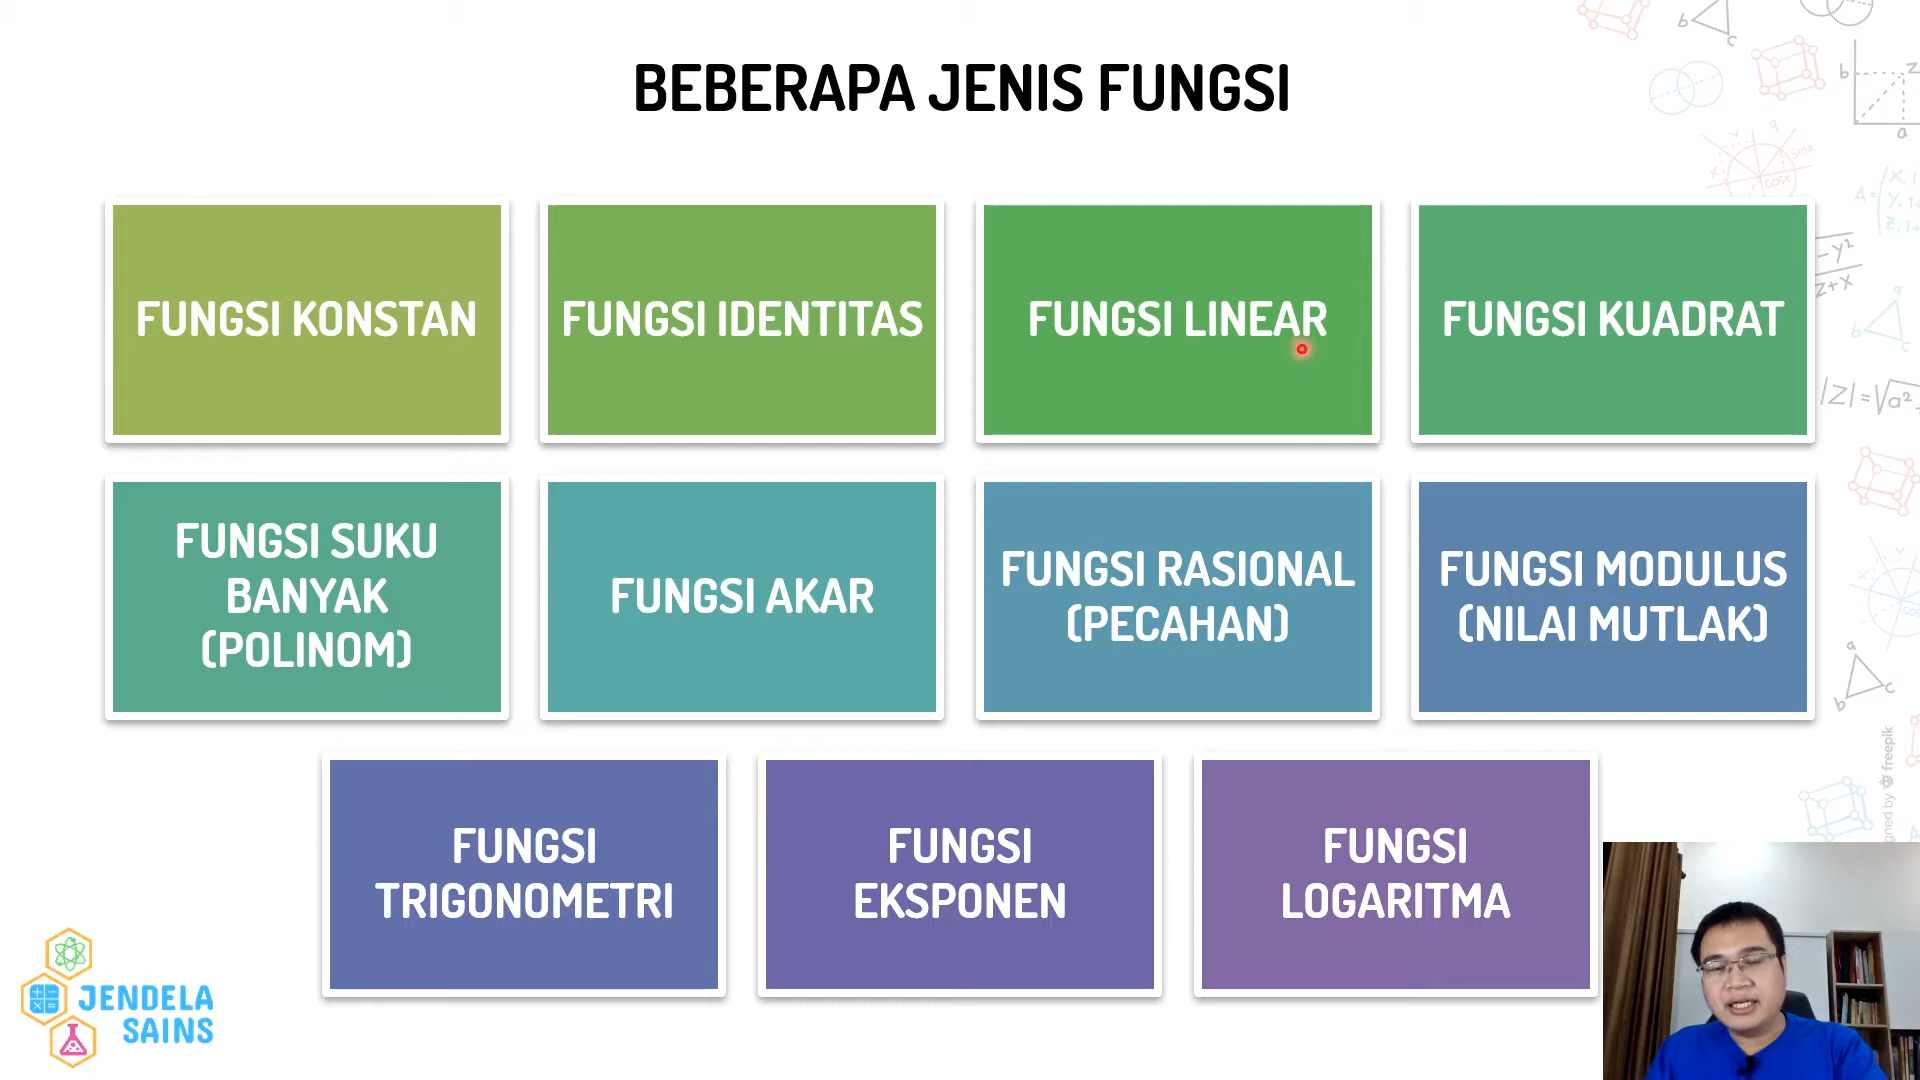 BEBERAPA JENIS FUNGSI
FUNGSI KONSTAN
FUNGSI IDENTITAS
FUNGSI LINEAR
FUNGSI KUADRAT
FUNGSI SUKU
BANYAK
(POLINOM)
FUNGSI AKAR
FUNGSI RASIONAL
(PECAHAN)
FUNGSI MODULUS
(NILAI MUTLAK)
FUNGSI
TRIGONOMETRI
FUNGSI
EKSPONEN
FUNGSI
LOGARITMA
JENDELA
SAINS
freepik